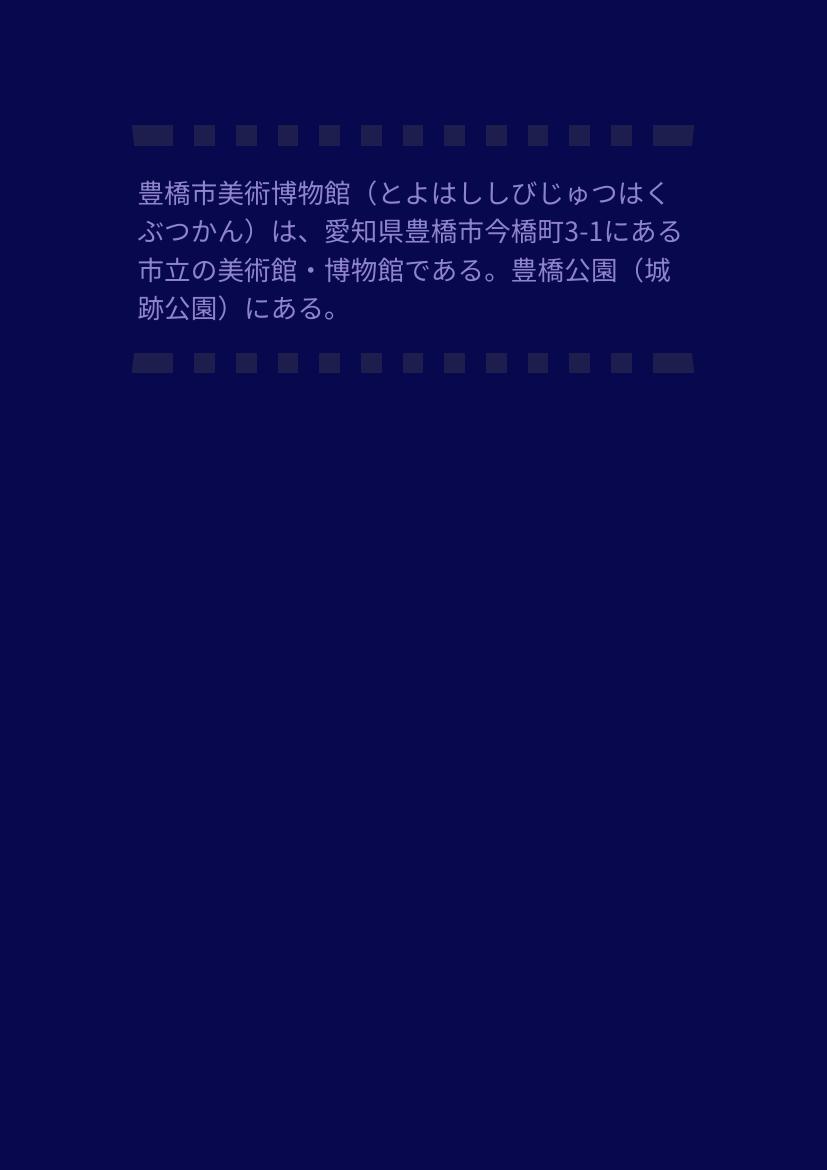 豊橋市美術博物館（とよはししびじゅつはく
ぶつかん）は、愛知県豊橋市今橋町3-1にある
市立の美術館・博物館である。豊橋公園（城
跡公園）にある。